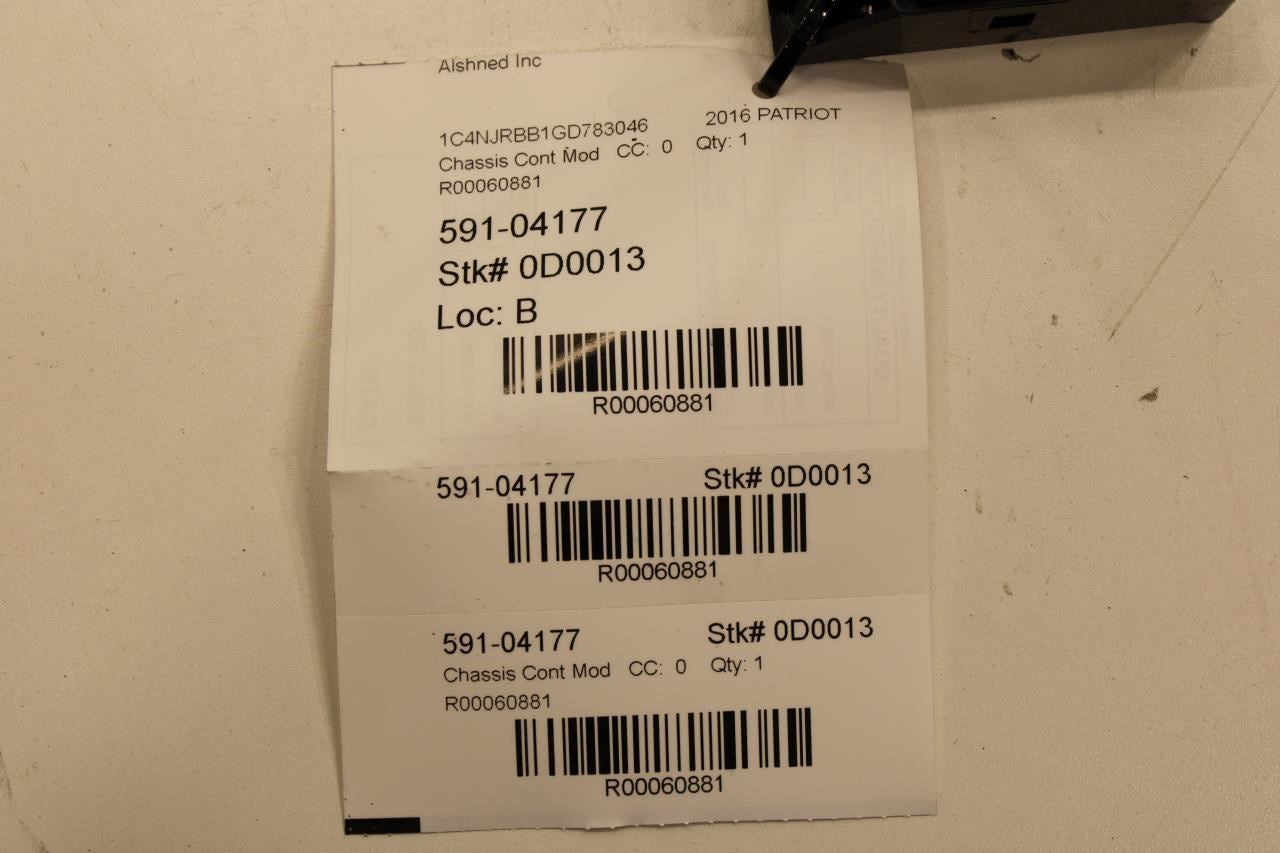 Alshned Inc
1C4NJRBB1GD783046 2016 PATRIOT
Chassis Cont Mod CC: 0 Qty: 1
R00060881
591-04177
Stk# 0D0013
Loc: B
R00060881
591-04177 Stk# 0D0013
R00060881
591-04177 Stk# 0D0013
Chassis Cont Mod CC: 0 Qty: 1
R00060881
R00060881